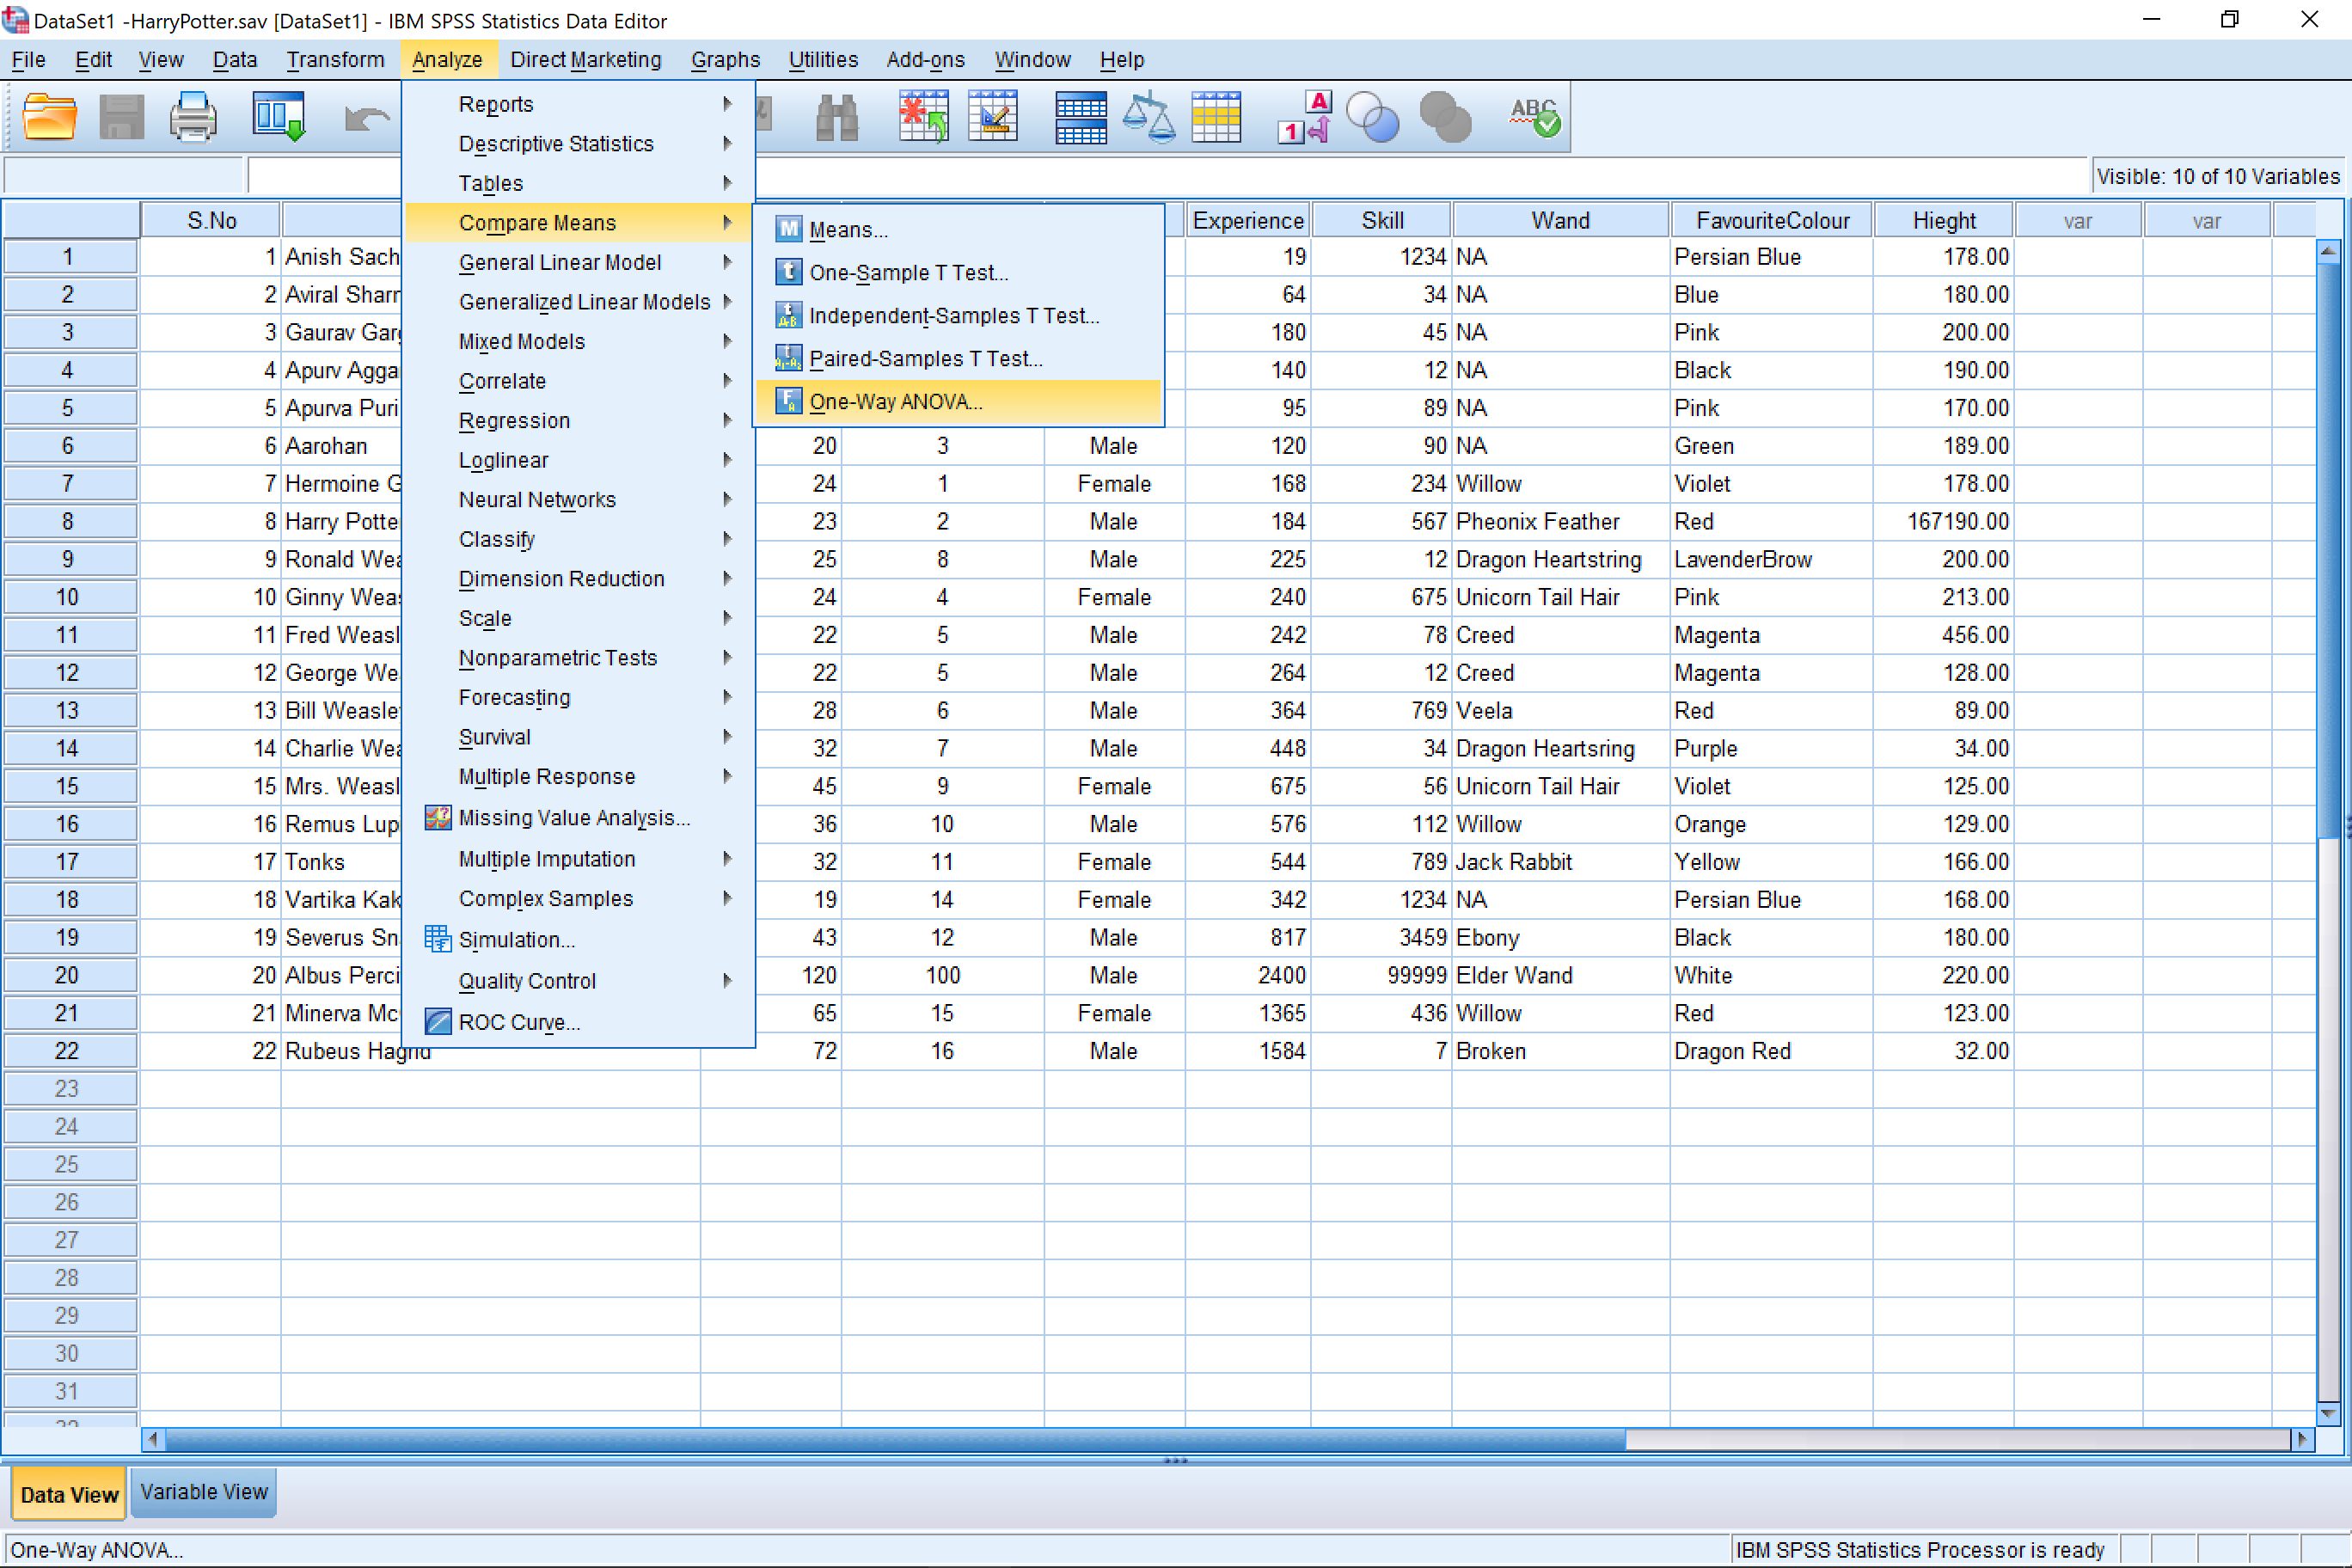 DataSet1 -HarryPotter.sav [DataSet1] - IBM SPSS Statistics Data Editor
File Edit View Data Transform Analyze Direct Marketing Graphs Utilities Add-ons Window Help
A
1
ABC
Visible: 10 of 10 Variables
Reports
Descriptive Statistics
Tables
Compare Means
General Linear Model
Generalized Linear Models
Mixed Models
Correlate
Regression
Loglinear
Neural Networks
Classify
Dimension Reduction
Scale
Nonparametric Tests
Forecasting
Survival
Multiple Response
Missing Value Analysis...
Multiple Imputation
Complex Samples
Simulation...
Quality Control
ROC Curve...
M Means...
t One-Sample T Test...
Independent-Samples T Test...
Paired-Samples T Test...
One-Way ANOVA...
S.No Experience Skill Wand FavouriteColour Hieght var var
1 1 Anish Sach 19 1234 NA Persian Blue 178.00
2 2 Aviral Sharr 64 34 NA Blue 180.00
3 3 Gaurav Gar 180 45 NA Pink 200.00
4 4 Apurv Agga 140 12 NA Black 190.00
5 5 Apurva Puri 95 89 NA Pink 170.00
6 6 Aarohan 20 3 Male 120 90 NA Green 189.00
7 7 Hermoine G 24 1 Female 168 234 Willow Violet 178.00
8 8 Harry Potte 23 2 Male 184 567 Pheonix Feather Red 167190.00
9 9 Ronald Wea 25 8 Male 225 12 Dragon Heartstring LavenderBrow 200.00
10 10 Ginny Weas 24 4 Female 240 675 Unicorn Tail Hair Pink 213.00
11 11 Fred Weasl 22 5 Male 242 78 Creed Magenta 456.00
12 12 George We 22 5 Male 264 12 Creed Magenta 128.00
13 13 Bill Weasle 28 6 Male 364 769 Veela Red 89.00
14 14 Charlie Wea 32 7 Male 448 34 Dragon Heartsring Purple 34.00
15 15 Mrs. Weasl 45 9 Female 675 56 Unicorn Tail Hair Violet 125.00
16 16 Remus Lup 36 10 Male 576 112 Willow Orange 129.00
17 17 Tonks 32 11 Female 544 789 Jack Rabbit Yellow 166.00
18 18 Vartika Kak 19 14 Female 342 1234 NA Persian Blue 168.00
19 19 Severus Sn 43 12 Male 817 3459 Ebony Black 180.00
20 20 Albus Perci 120 100 Male 2400 99999 Elder Wand White 220.00
21 21 Minerva Mc 65 15 Female 1365 436 Willow Red 123.00
22 22 Rubeus Hagrid 72 16 Male 1584 7 Broken Dragon Red 32.00
23
24
25
26
27
28
29
30
31
Data View Variable View
One-Way ANOVA... IBM SPSS Statistics Processor is ready